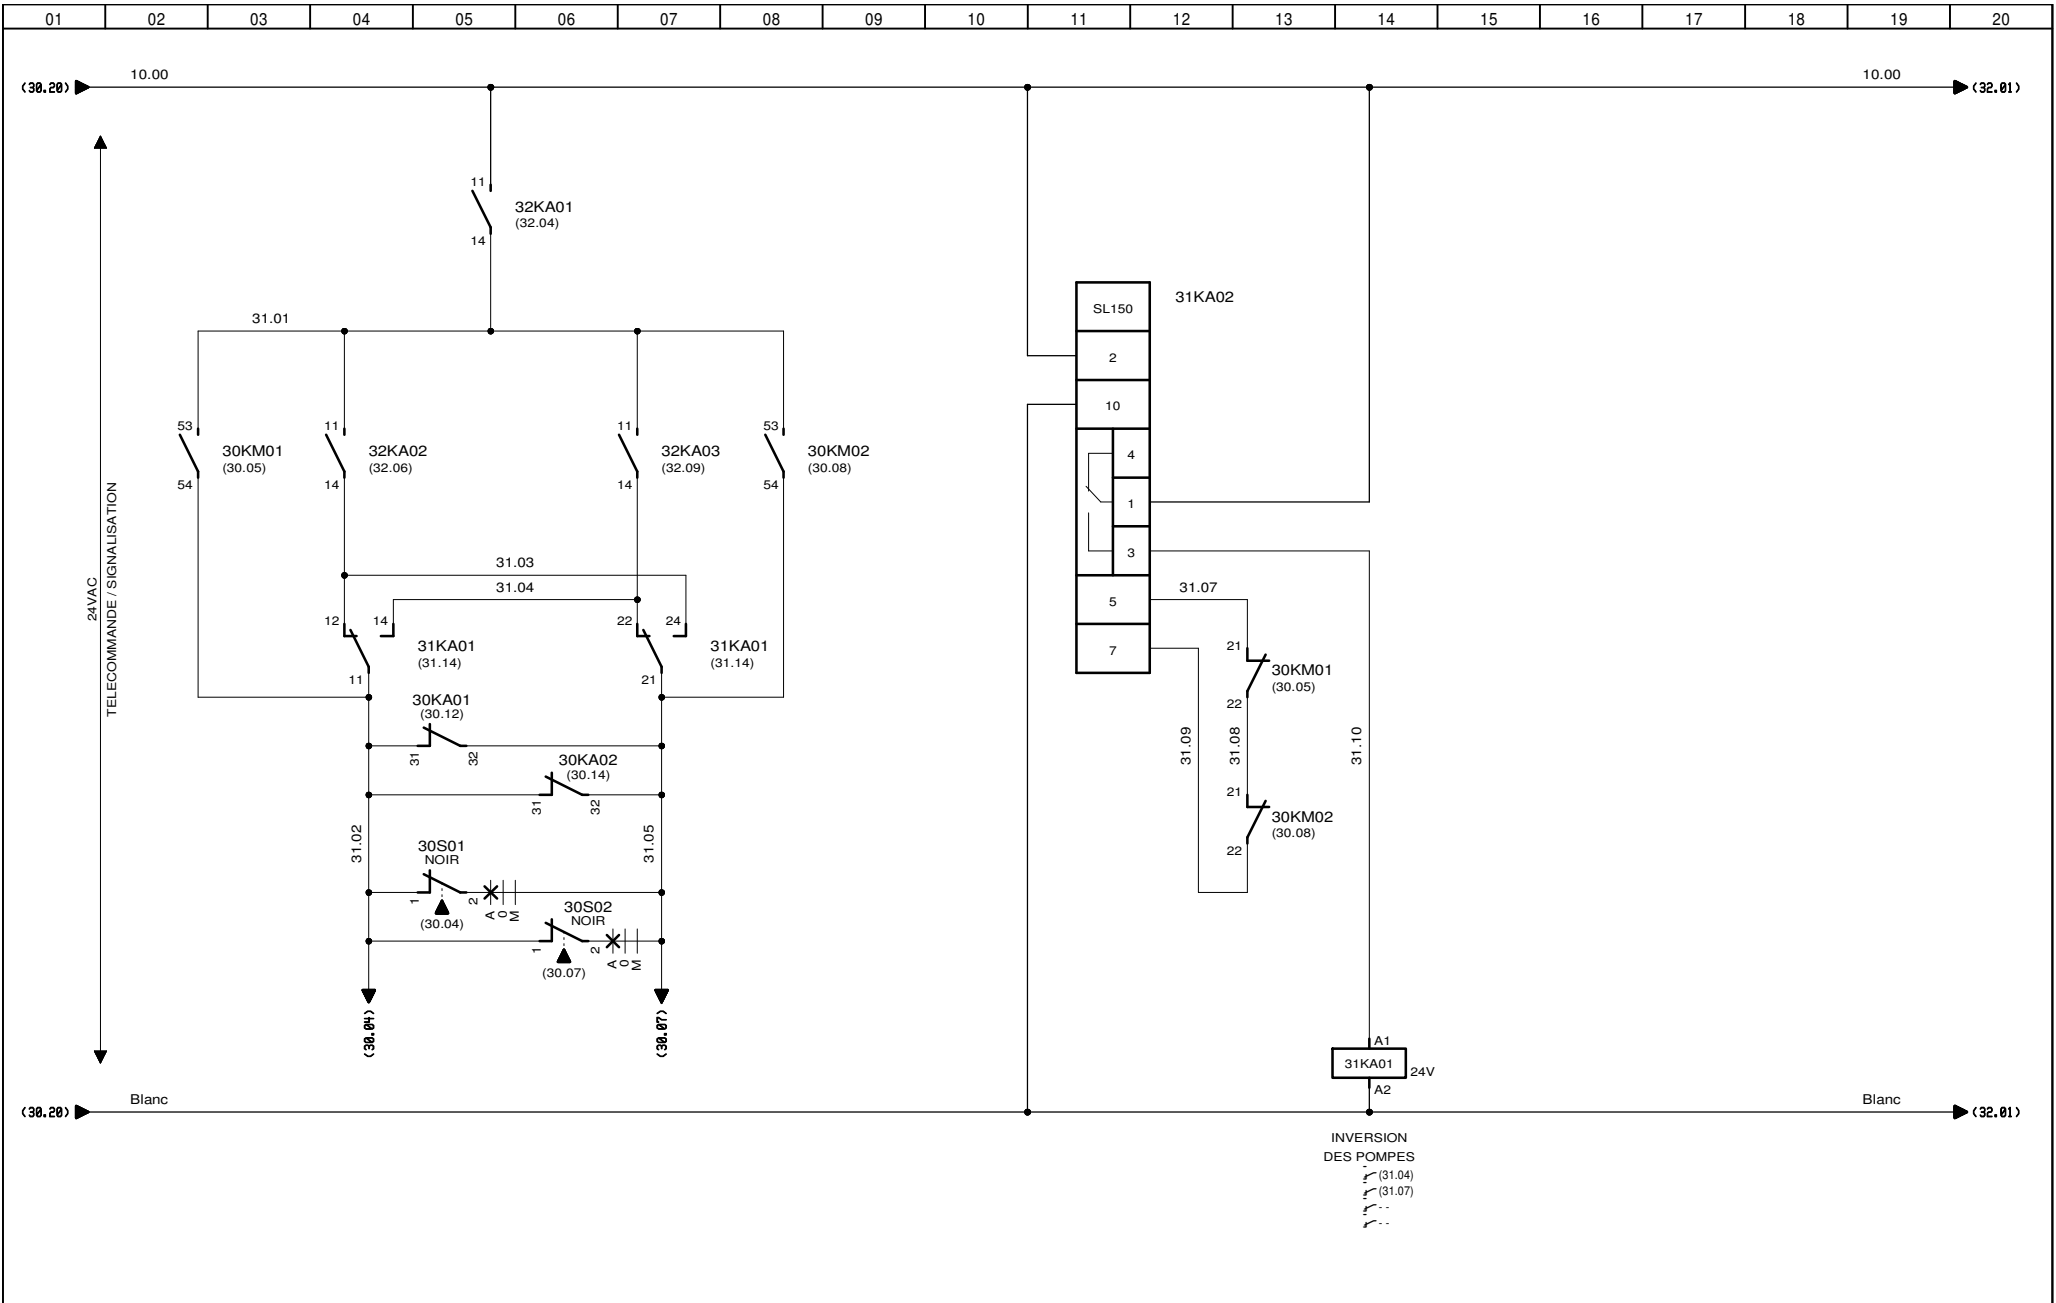 01 02 03 04 05 06 07 08 09 10 11 12 13 14 15 16 17 18 19 20
10.00 10.00
(30.20) (32.01)
11
32KA01
(32.04)
14
31KA02
SL150
31.01
2
10
53 11 11 53
30KM01 32KA02 32KA03 30KM02
(30.05) (32.06) (32.09) (30.08)
54 14 14 54
4
1
3
24VAC
TELECOMMANDE / SIGNALISATION
31.03
31.04
5
31.07
7
12 14 22 24
31KA01 31KA01
(31.14) (31.14)
11 21
21
30KM01
(30.05)
22
30KA01
(30.12)
31 32
30KA02
(30.14)
31 32
31.09 31.08 31.10
21
30KM02
(30.08)
22
31.02 31.05
30S01
NOIR
1 2 A 0 M
(30.04)
30S02
NOIR
1 2 A 0 M
(30.07)
(30.04) (30.07)
A1
31KA01
24V
A2
Blanc Blanc
(30.20) (32.01)
INVERSION
DES POMPES
(31.04)
(31.07)
- -
- -